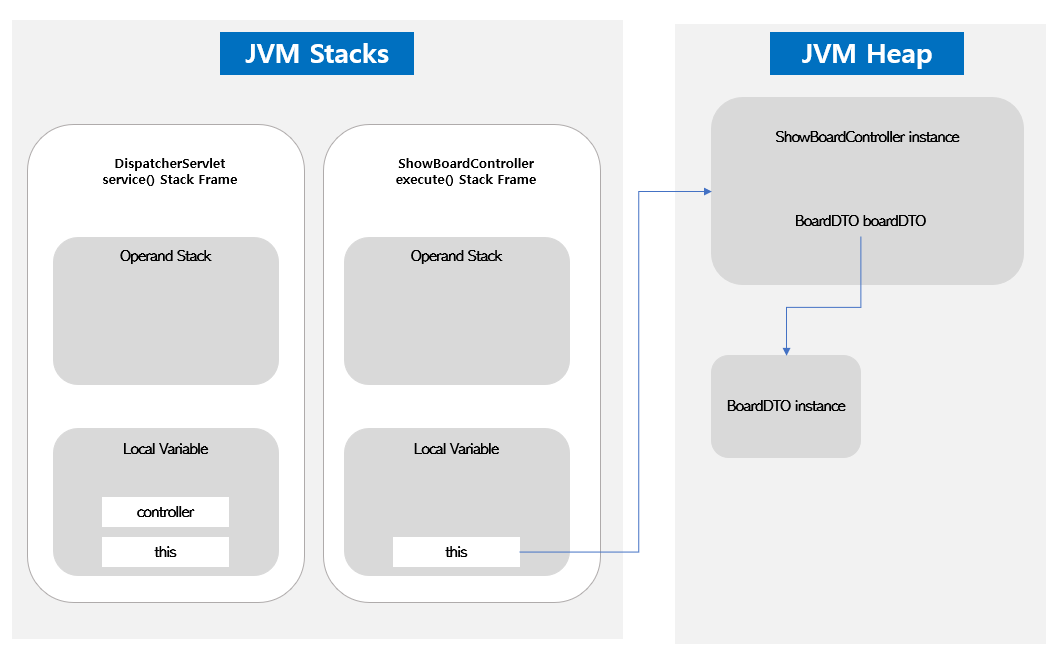 JVM Stacks
DispatcherServlet
service() Stack Frame
Operand Stack
Local Variable
controller
this
ShowBoardController
execute() Stack Frame
Operand Stack
Local Variable
this
JVM Heap
ShowBoardController instance
BoardDTO boardDTO
BoardDTO instance